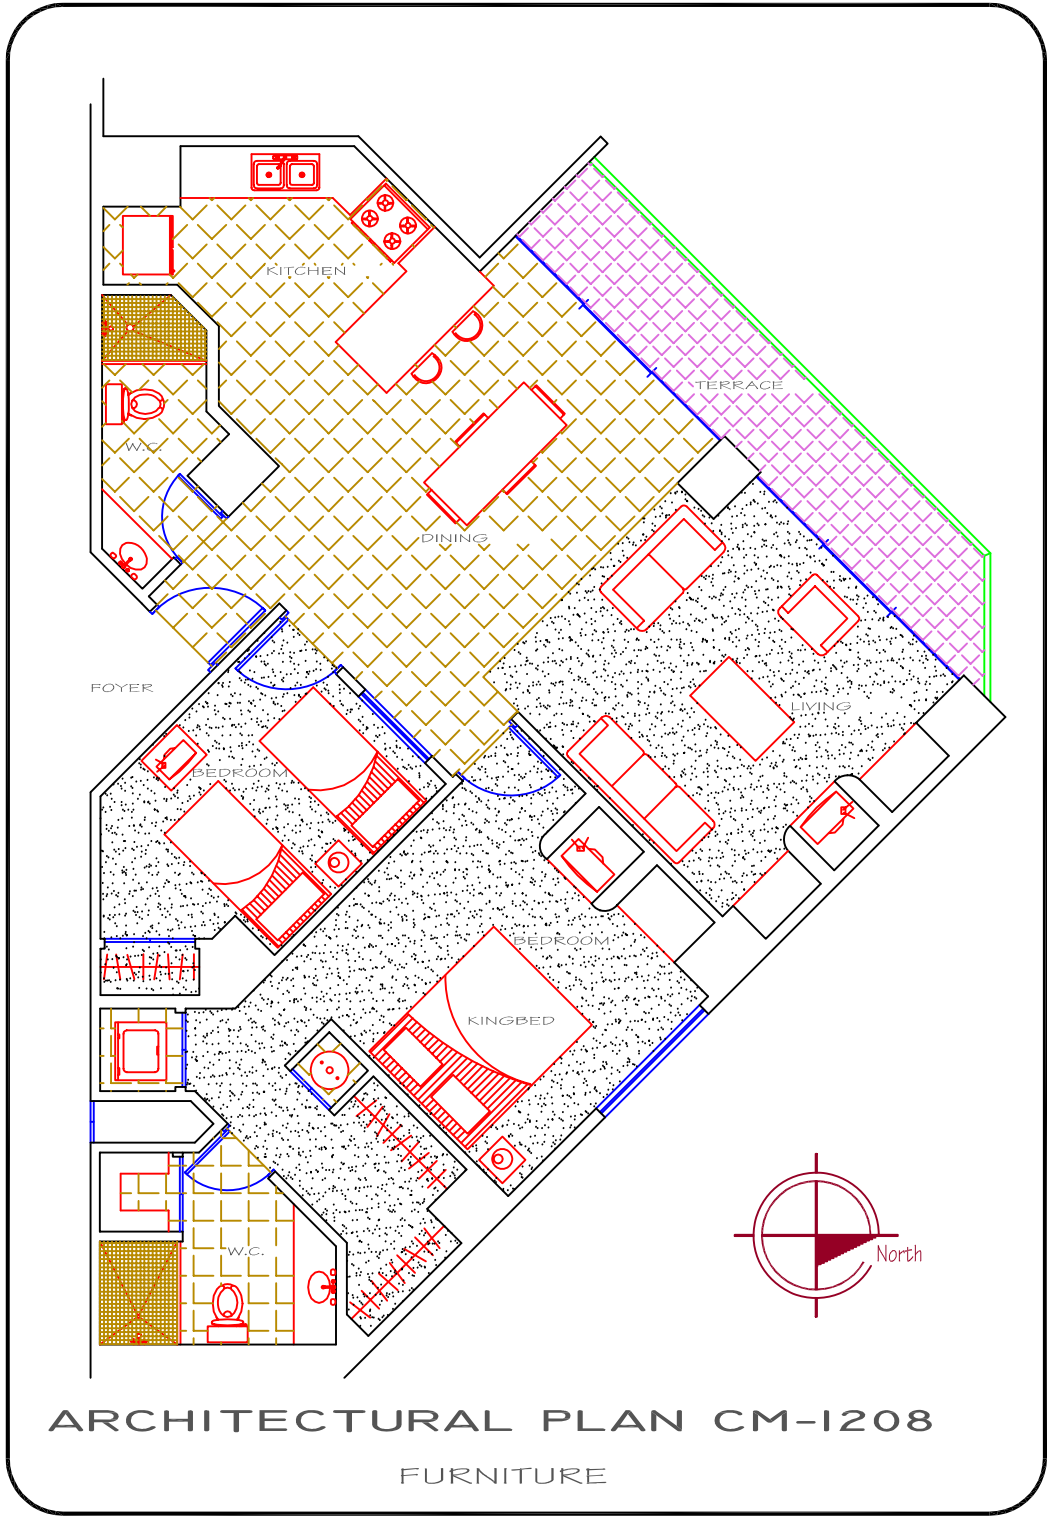 KITCHEN
TERRACE
W.C.
DINING
FOYER
LIVING
BEDROOM
BEDROOM
KINGBED
W.C.
North
ARCHITECTURAL PLAN CM-1208
FURNITURE